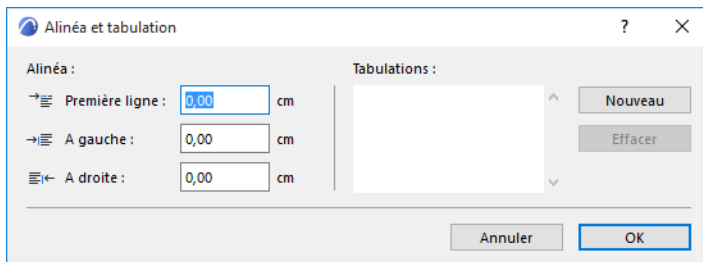 Alinéa et tabulation ?
Alinéa : Tabulations :
Première ligne : 0,00 cm Nouveau
A gauche : 0,00 cm Effacer
A droite : 0,00 cm
Annuler OK